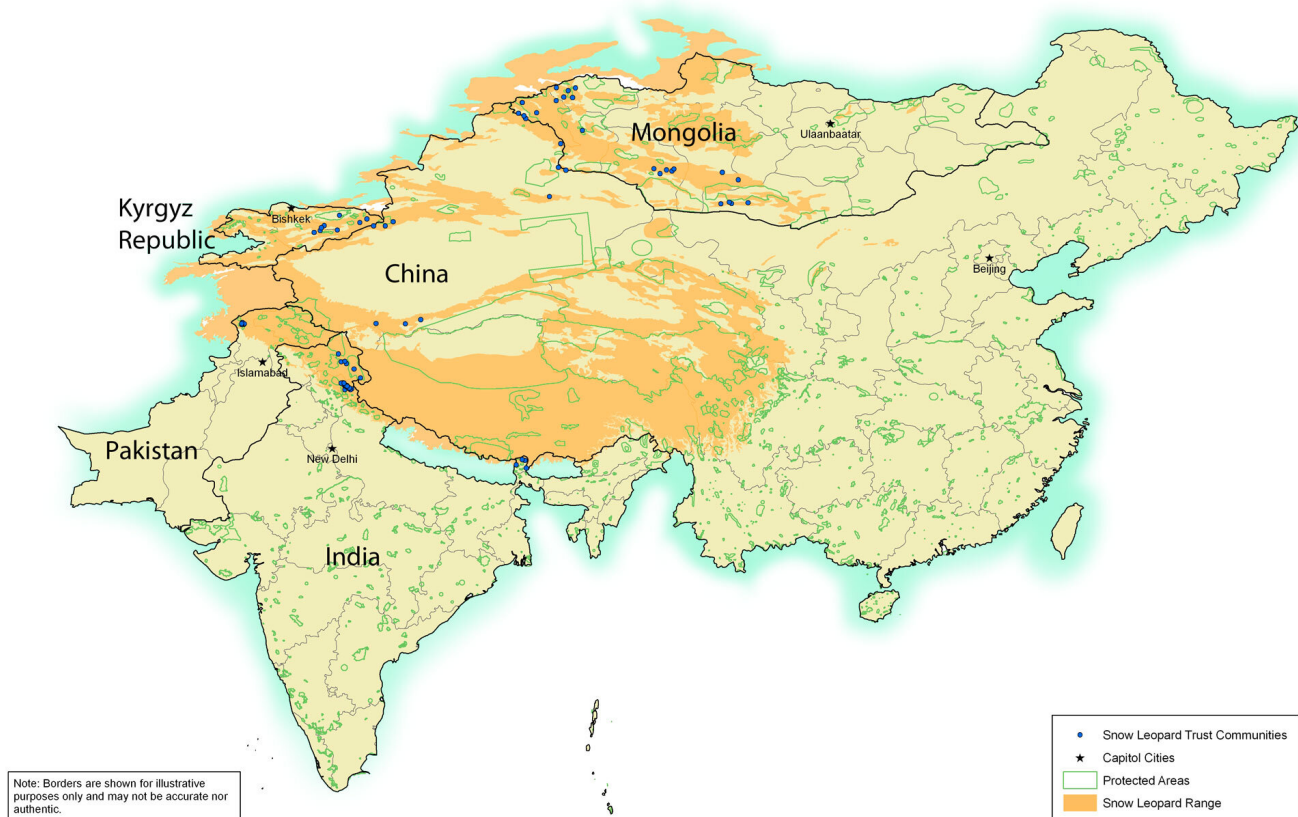 Mongolia
Ulaanbaatar
Kyrgyz
Republic
Bishkek
China
Beijing
Islamabad
Pakistan
New Delhi
India
Snow Leopard Trust Communities
Capitol Cities
Protected Areas
Snow Leopard Range
Note: Borders are shown for illustrative
purposes only and may not be accurate nor
authentic.